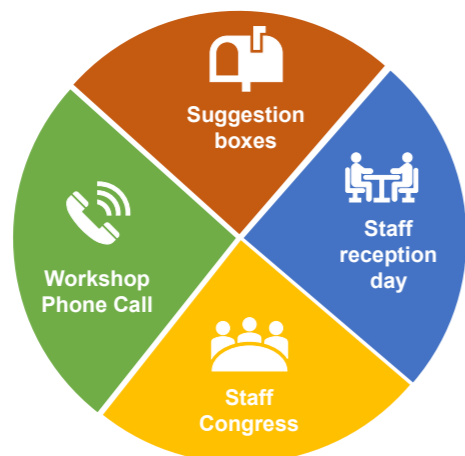 Suggestion
boxes
Staff
reception
day
Workshop
Phone Call
Staff
Congress